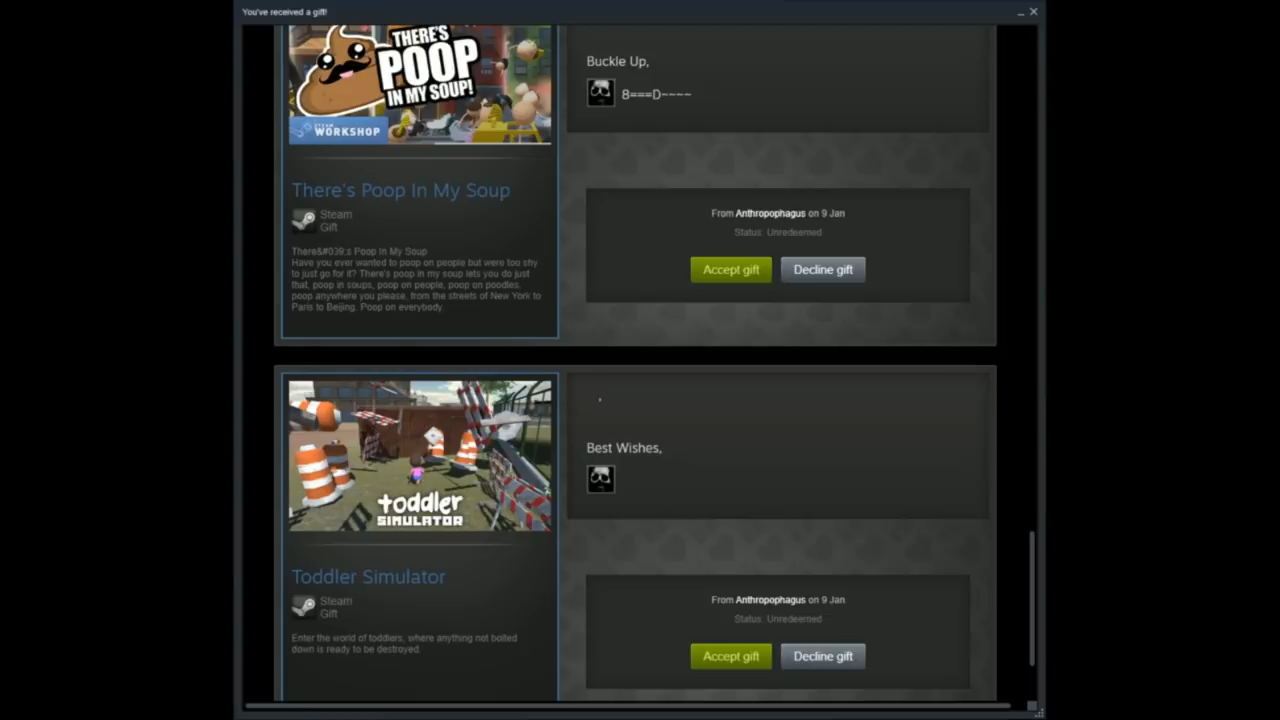 You've received a gift!
THERE'S
POOP
IN MY SOUP!
STEAM
WORKSHOP
There's Poop In My Soup
Steam
Gift
There&#039;s Poop In My Soup
Have you ever wanted to poop on people but were too shy
to just go for it? There's poop in my soup lets you do just
that, poop in soups, poop on people, poop on poodles,
poop anywhere you please, from the streets of New York to
Paris to Beijing. Poop on everybody.
Buckle Up,
8===D~~~~
From Anthropophagus on 9 Jan
Status: Unredeemed
Accept gift Decline gift
toddler
SIMULATOR
Toddler Simulator
Steam
Gift
Enter the world of toddlers, where anything not bolted
down is ready to be destroyed.
,
Best Wishes,
From Anthropophagus on 9 Jan
Status: Unredeemed
Accept gift Decline gift